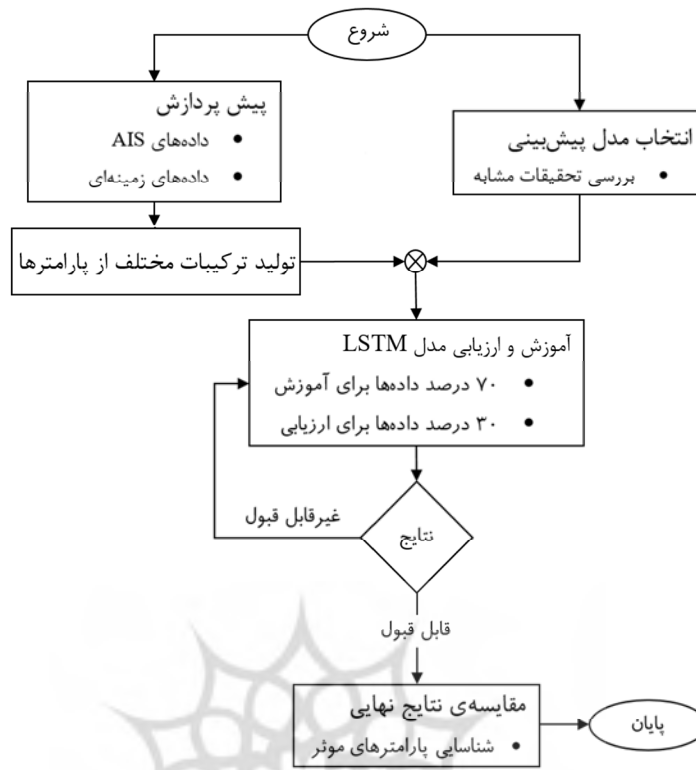 شروع
پیش پردازش
• داده‌های AIS
• داده‌های زمینه‌ای
انتخاب مدل پیش‌بینی
• بررسی تحقیقات مشابه
تولید ترکیبات مختلف از پارامترها
آموزش و ارزیابی مدل LSTM
• ۷۰ درصد داده‌ها برای آموزش
• ۳۰ درصد داده‌ها برای ارزیابی
نتایج
غیرقابل قبول
قابل قبول
مقایسه‌ی نتایج نهایی
• شناسایی پارامترهای موثر
پایان